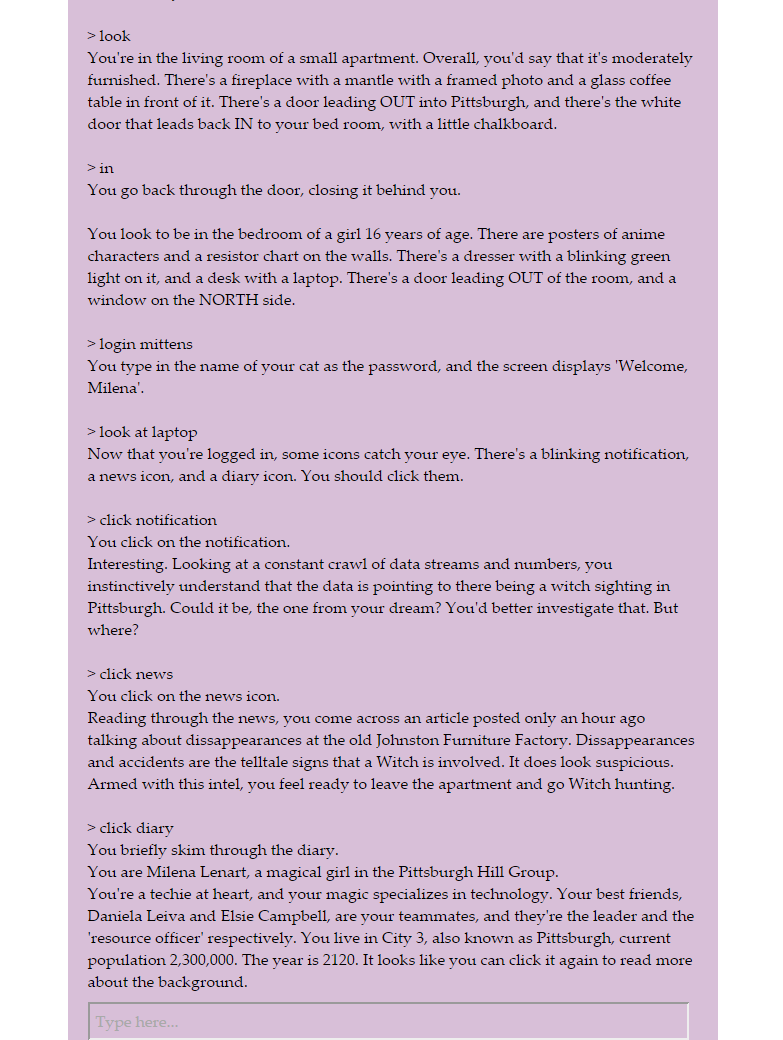 > look
You're in the living room of a small apartment. Overall, you'd say that it's moderately
furnished. There's a fireplace with a mantle with a framed photo and a glass coffee
table in front of it. There's a door leading OUT into Pittsburgh, and there's the white
door that leads back IN to your bed room, with a little chalkboard.
> in
You go back through the door, closing it behind you.
You look to be in the bedroom of a girl 16 years of age. There are posters of anime
characters and a resistor chart on the walls. There's a dresser with a blinking green
light on it, and a desk with a laptop. There's a door leading OUT of the room, and a
window on the NORTH side.
> login mittens
You type in the name of your cat as the password, and the screen displays 'Welcome,
Milena'.
> look at laptop
Now that you're logged in, some icons catch your eye. There's a blinking notification,
a news icon, and a diary icon. You should click them.
> click notification
You click on the notification.
Interesting. Looking at a constant crawl of data streams and numbers, you
instinctively understand that the data is pointing to there being a witch sighting in
Pittsburgh. Could it be, the one from your dream? You'd better investigate that. But
where?
> click news
You click on the news icon.
Reading through the news, you come across an article posted only an hour ago
talking about dissappearances at the old Johnston Furniture Factory. Dissappearances
and accidents are the telltale signs that a Witch is involved. It does look suspicious.
Armed with this intel, you feel ready to leave the apartment and go Witch hunting.
> click diary
You briefly skim through the diary.
You are Milena Lenart, a magical girl in the Pittsburgh Hill Group.
You're a techie at heart, and your magic specializes in technology. Your best friends,
Daniela Leiva and Elsie Campbell, are your teammates, and they're the leader and the
'resource officer' respectively. You live in City 3, also known as Pittsburgh, current
population 2,300,000. The year is 2120. It looks like you can click it again to read more
about the background.
Type here...